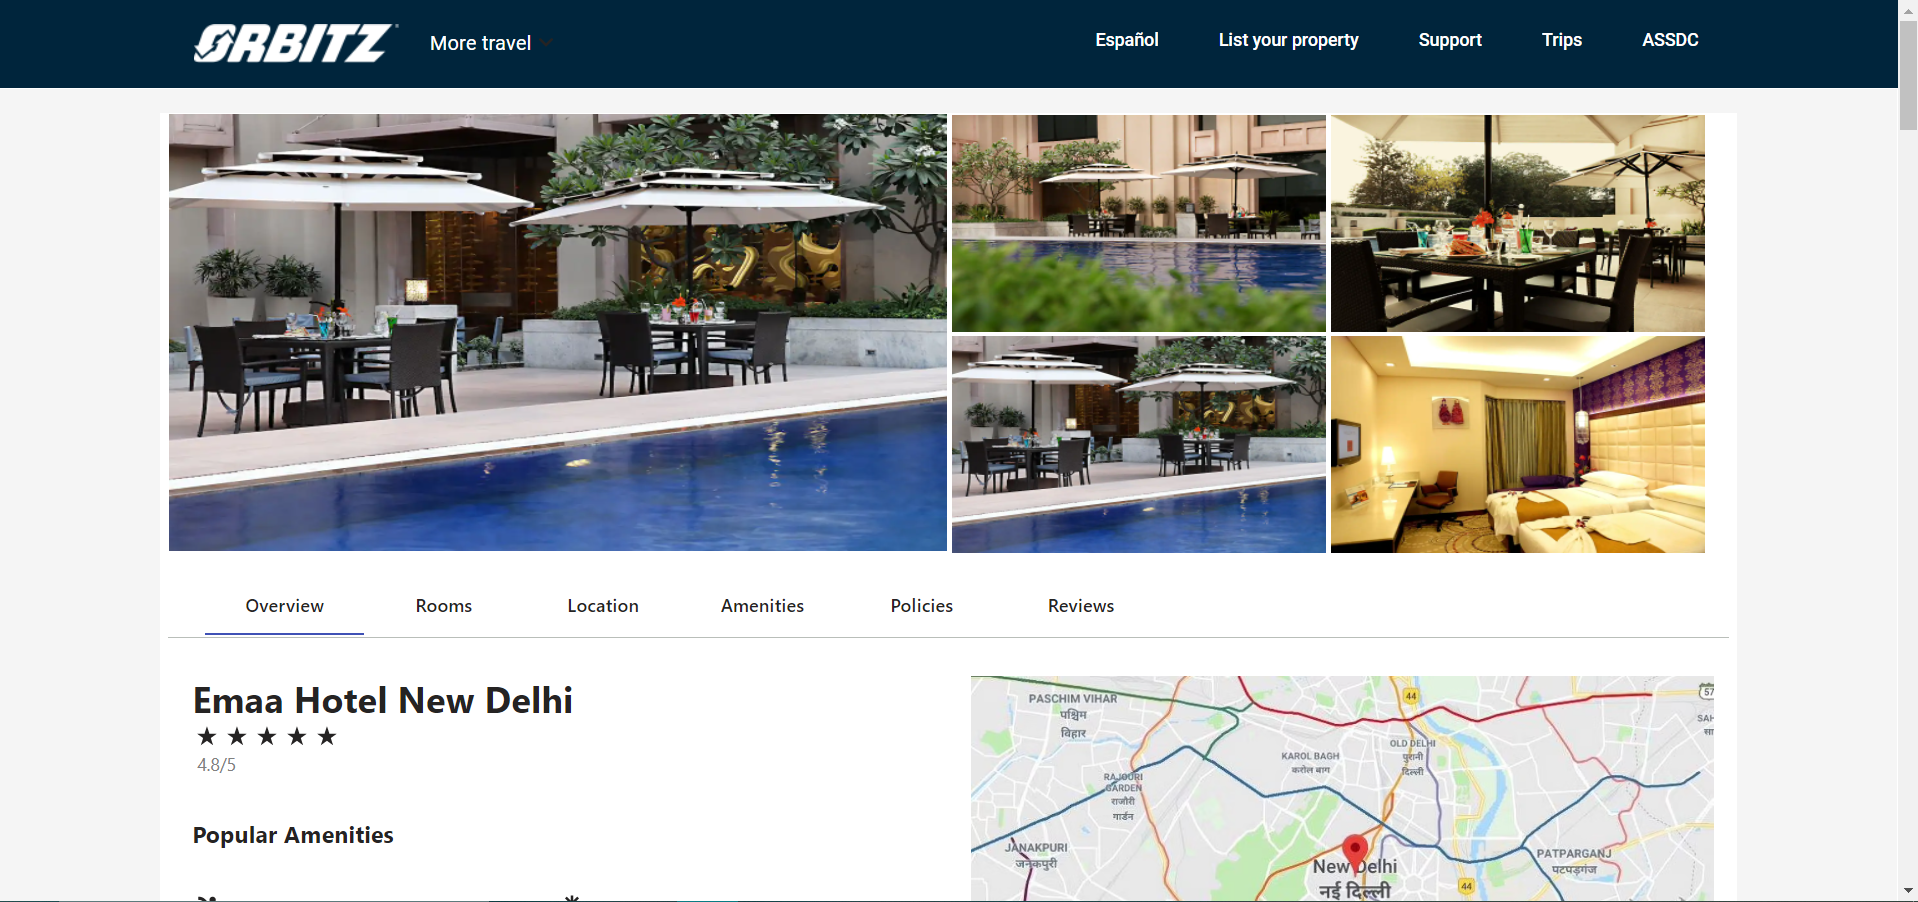 ORBITZ
More travel
Español
List your property
Support
Trips
ASSDC
Overview
Rooms
Location
Amenities
Policies
Reviews
Emaa Hotel New Delhi
★ ★ ★ ★ ★
4.8/5
Popular Amenities
PASCHIM VIHAR
पश्चिम
विहार
44
57
KAROL BAGH
करोल बाग
OLD DELHI
पुरानी
दिल्ली
SAH
सा
RAJOURI
GARDEN
राजौरी
गार्डन
JANAKPURI
जनकपुरी
New Delhi
नई दिल्ली
PATPARGANJ
पटपड़गंज
44